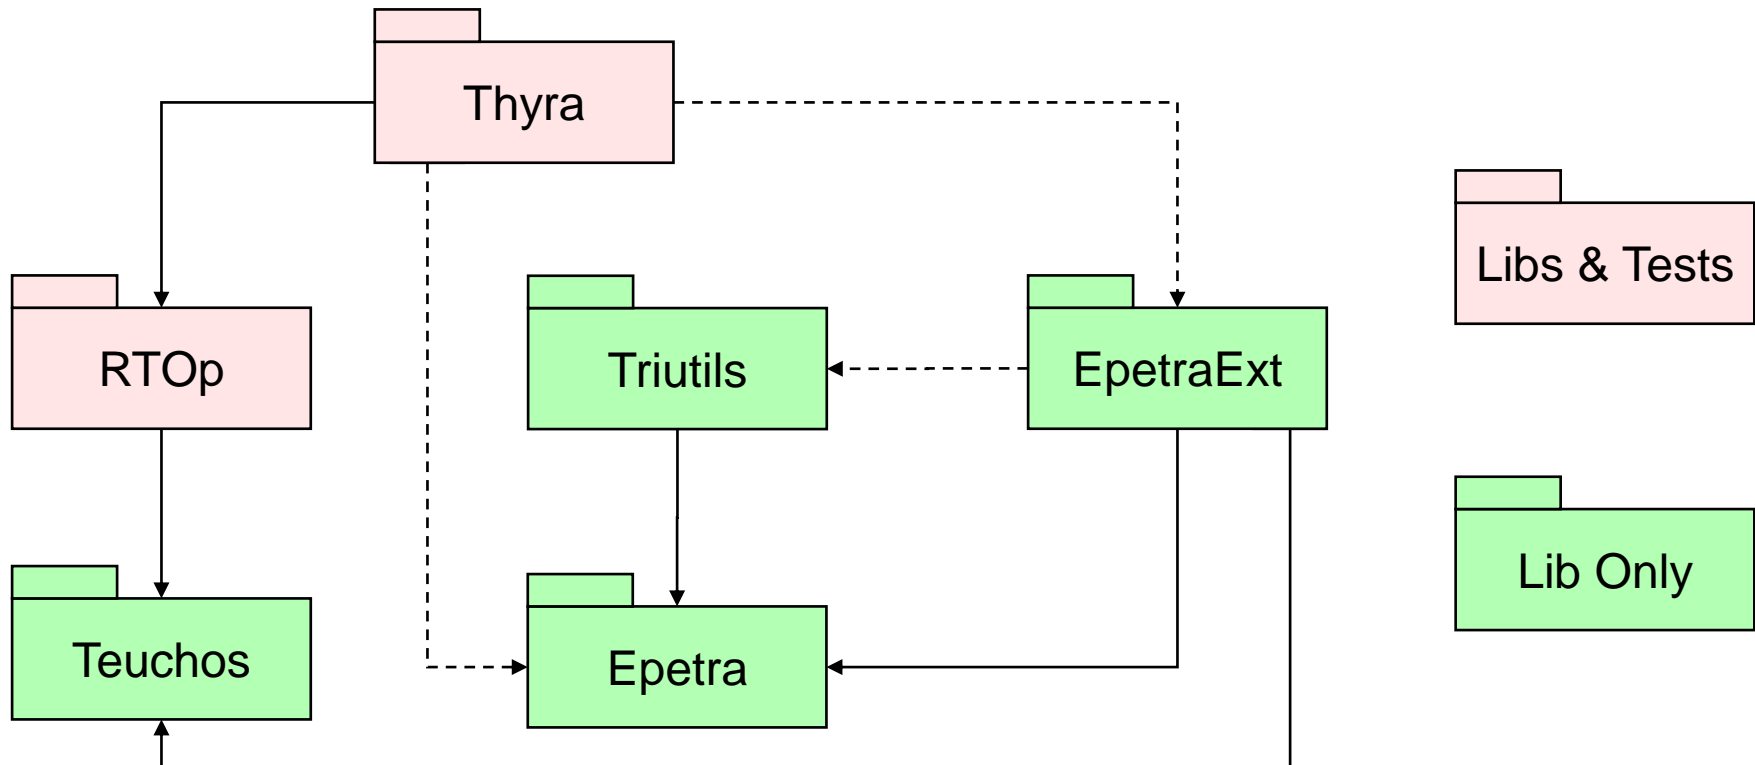 Thyra
Libs & Tests
RTOp
Triutils
EpetraExt
Lib Only
Teuchos
Epetra